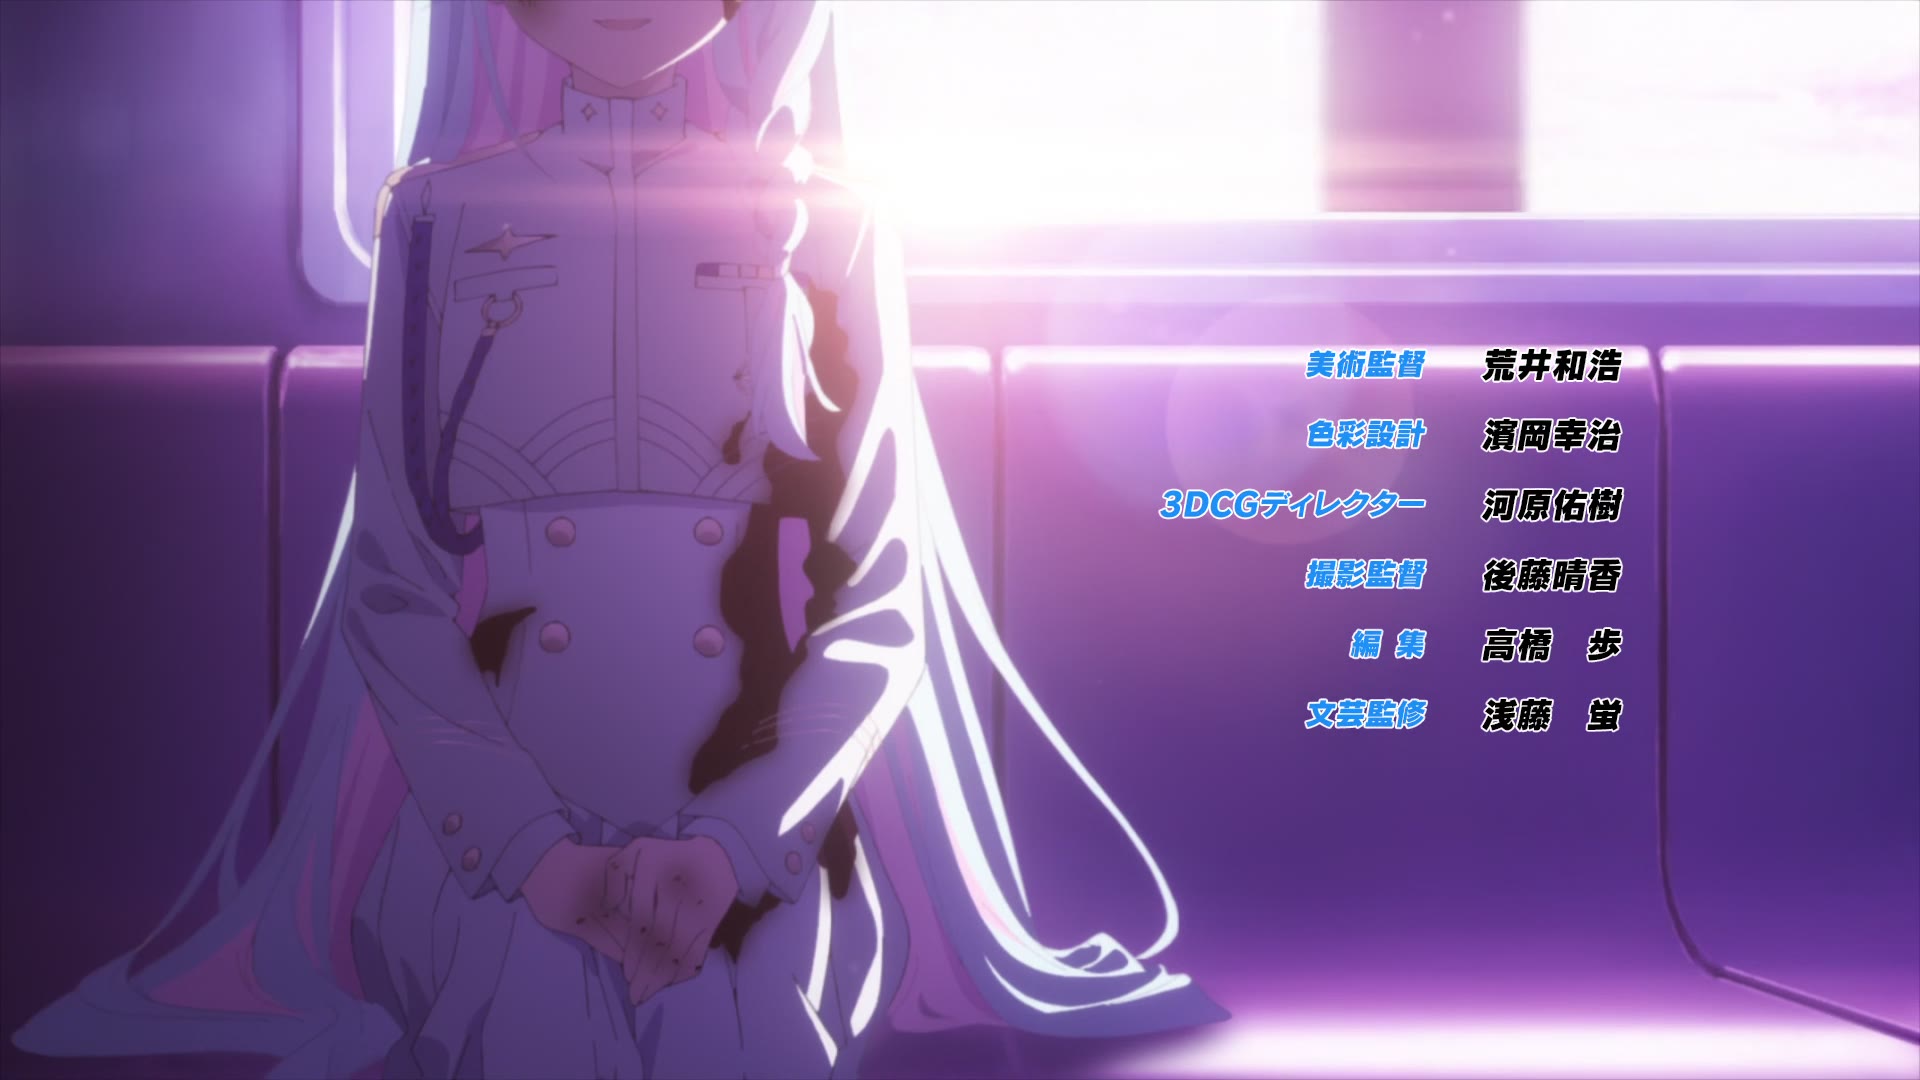 美術監督 荒井和浩
色彩設計 濱岡幸治
3DCGディレクター 河原佑樹
撮影監督 後藤晴香
編 集 高橋 歩
文芸監修 浅藤 蛍